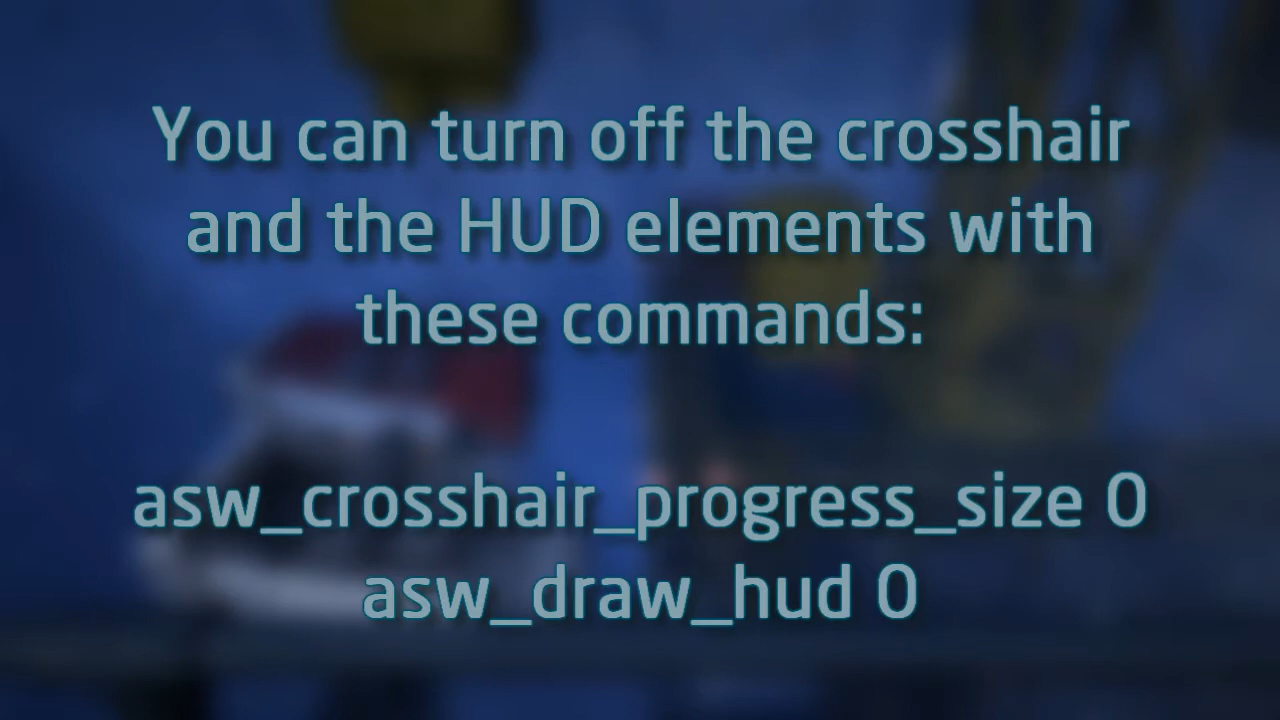 You can turn off the crosshair
and the HUD elements with
these commands:
asw_crosshair_progress_size 0
asw_draw_hud 0